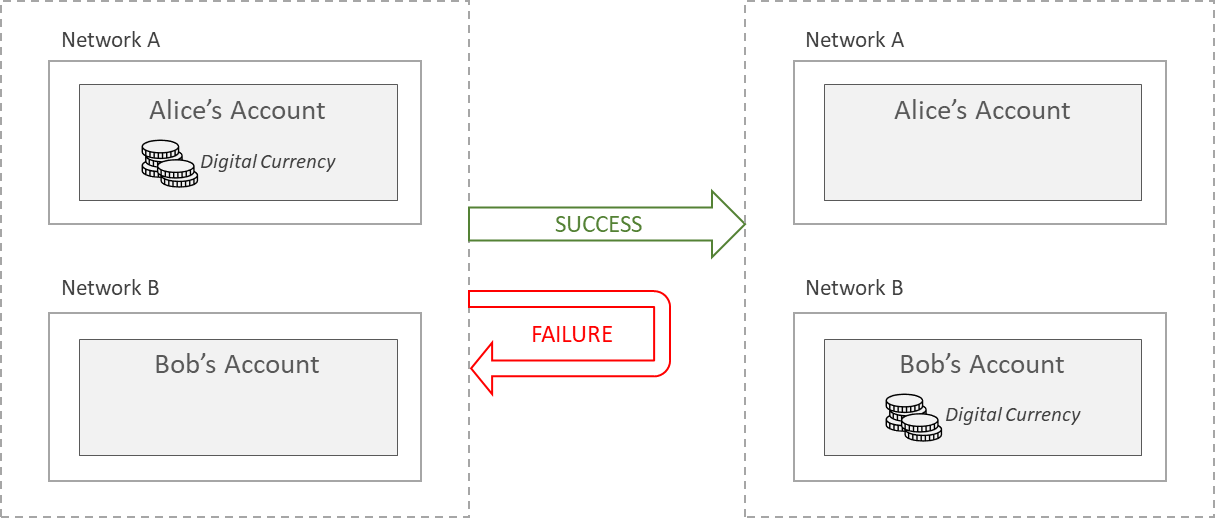 Network A
Alice's Account
Digital Currency
Network B
Bob's Account
SUCCESS
FAILURE
Network A
Alice's Account
Network B
Bob's Account
Digital Currency